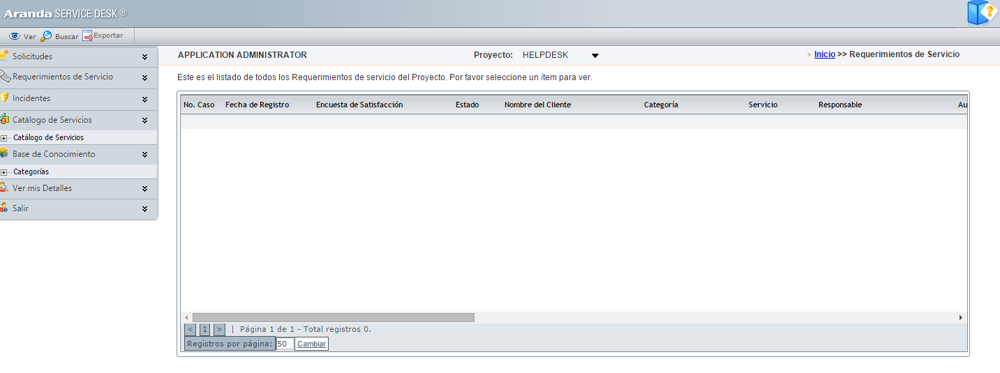 Aranda SERVICE DESK ®
Ver Buscar Exportar
Solicitudes
Requerimientos de Servicio
Incidentes
Catálogo de Servicios
Catálogo de Servicios
Base de Conocimiento
Categorías
Ver mis Detalles
Salir
APPLICATION ADMINISTRATOR Proyecto: HELPDESK » Inicio >> Requerimientos de Servicio
Este es el listado de todos los Requerimientos de servicio del Proyecto. Por favor seleccione un ítem para ver.
No. Caso Fecha de Registro Encuesta de Satisfacción Estado Nombre del Cliente Categoría Servicio Responsable Au
< 1 > | Página 1 de 1 - Total registros 0.
Registros por página: 50 Cambiar